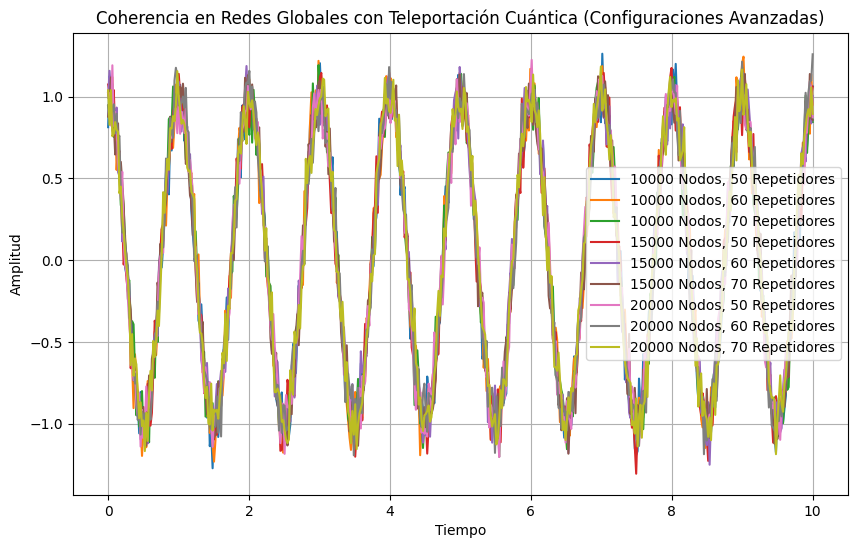 Coherencia en Redes Globales con Teleportación Cuántica (Configuraciones Avanzadas)
Amplitud
1.0
0.5
0.0
−0.5
−1.0
10000 Nodos, 50 Repetidores
10000 Nodos, 60 Repetidores
10000 Nodos, 70 Repetidores
15000 Nodos, 50 Repetidores
15000 Nodos, 60 Repetidores
15000 Nodos, 70 Repetidores
20000 Nodos, 50 Repetidores
20000 Nodos, 60 Repetidores
20000 Nodos, 70 Repetidores
0 2 4 6 8 10
Tiempo